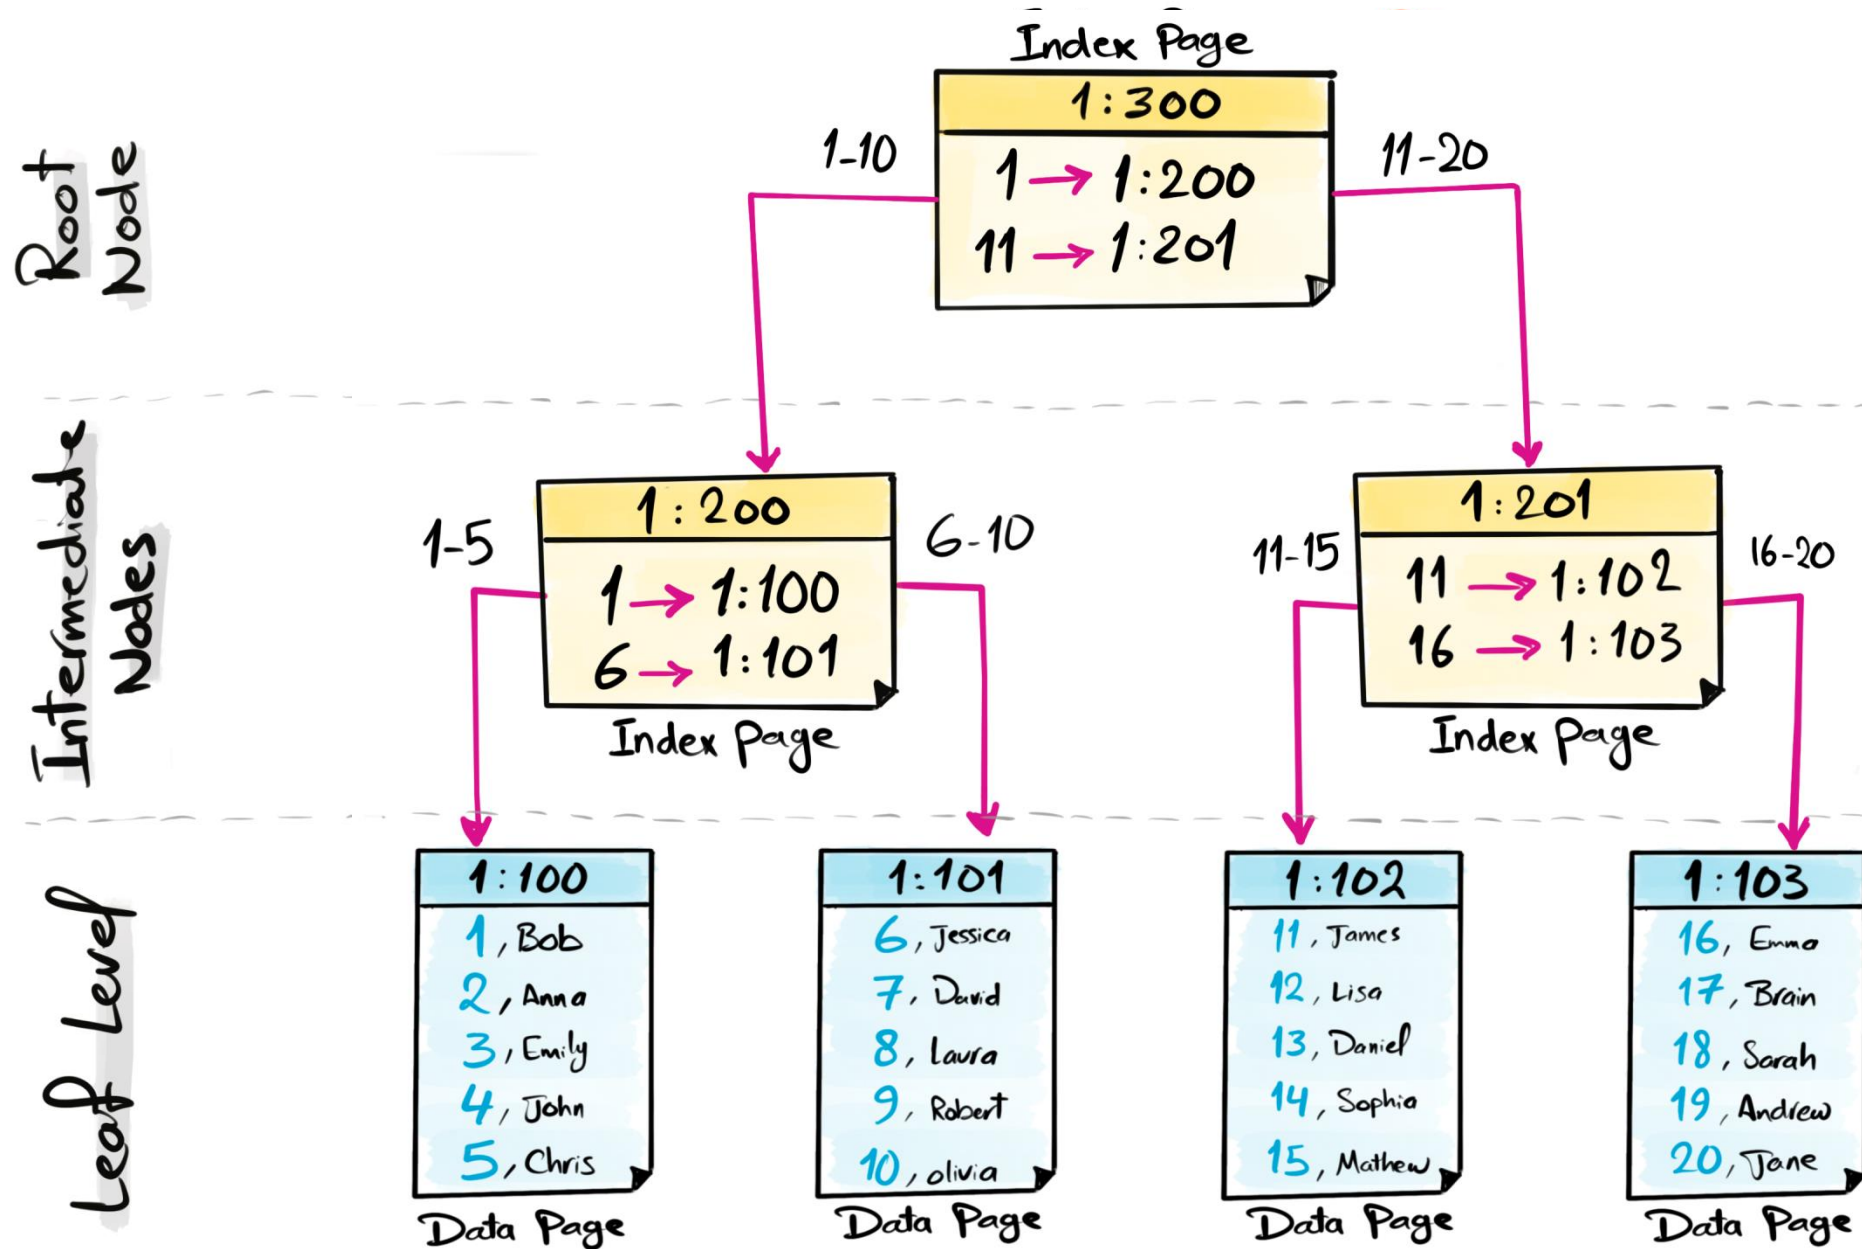 Index Page
1:300
1 → 1:200
11 → 1:201
1-10
11-20
Root
Node
1:200
1 → 1:100
6 → 1:101
Index Page
1-5
6-10
1:201
11 → 1:102
16 → 1:103
Index Page
11-15
16-20
Intermediate
Nodes
1:100
1, Bob
2, Anna
3, Emily
4, John
5, Chris
Data Page
1:101
6, Jessica
7, David
8, Laura
9, Robert
10, olivia
Data Page
1:102
11, James
12, Lisa
13, Daniel
14, Sophia
15, Mathew
Data Page
1:103
16, Emma
17, Brain
18, Sarah
19, Andrew
20, Jane
Data Page
Leaf Level